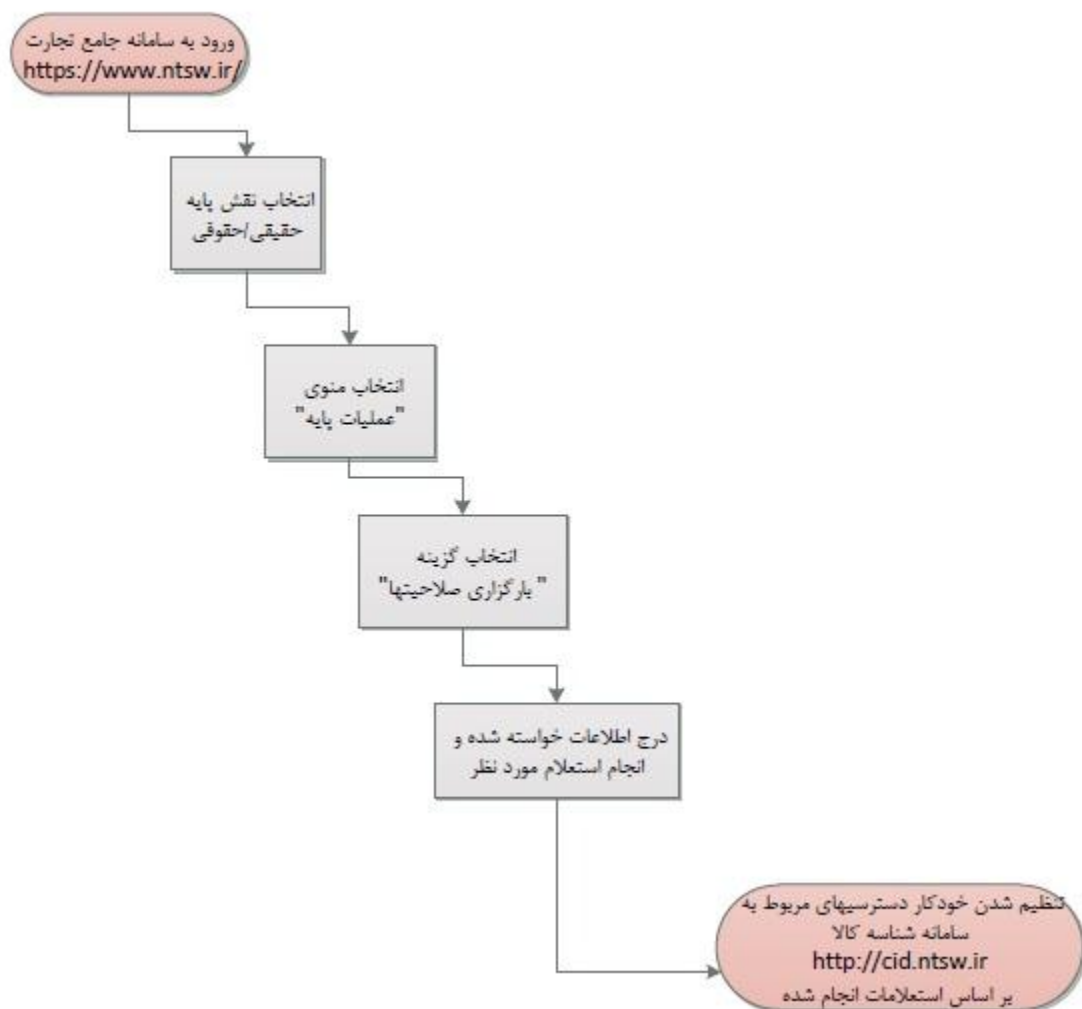 ورود به سامانه جامع تجارت
https://www.ntsw.ir/
انتخاب نقش پایه
حقیقی/حقوقی
انتخاب منوی
"عملیات پایه"
انتخاب گزینه
"بارگزاری صلاحیتها"
درج اطلاعات خواسته شده و
انجام استعلام مورد نظر
تنظیم شدن خودکار دسترسیهای مربوط به
سامانه شناسه کالا
http://cid.ntsw.ir
بر اساس استعلامات انجام شده